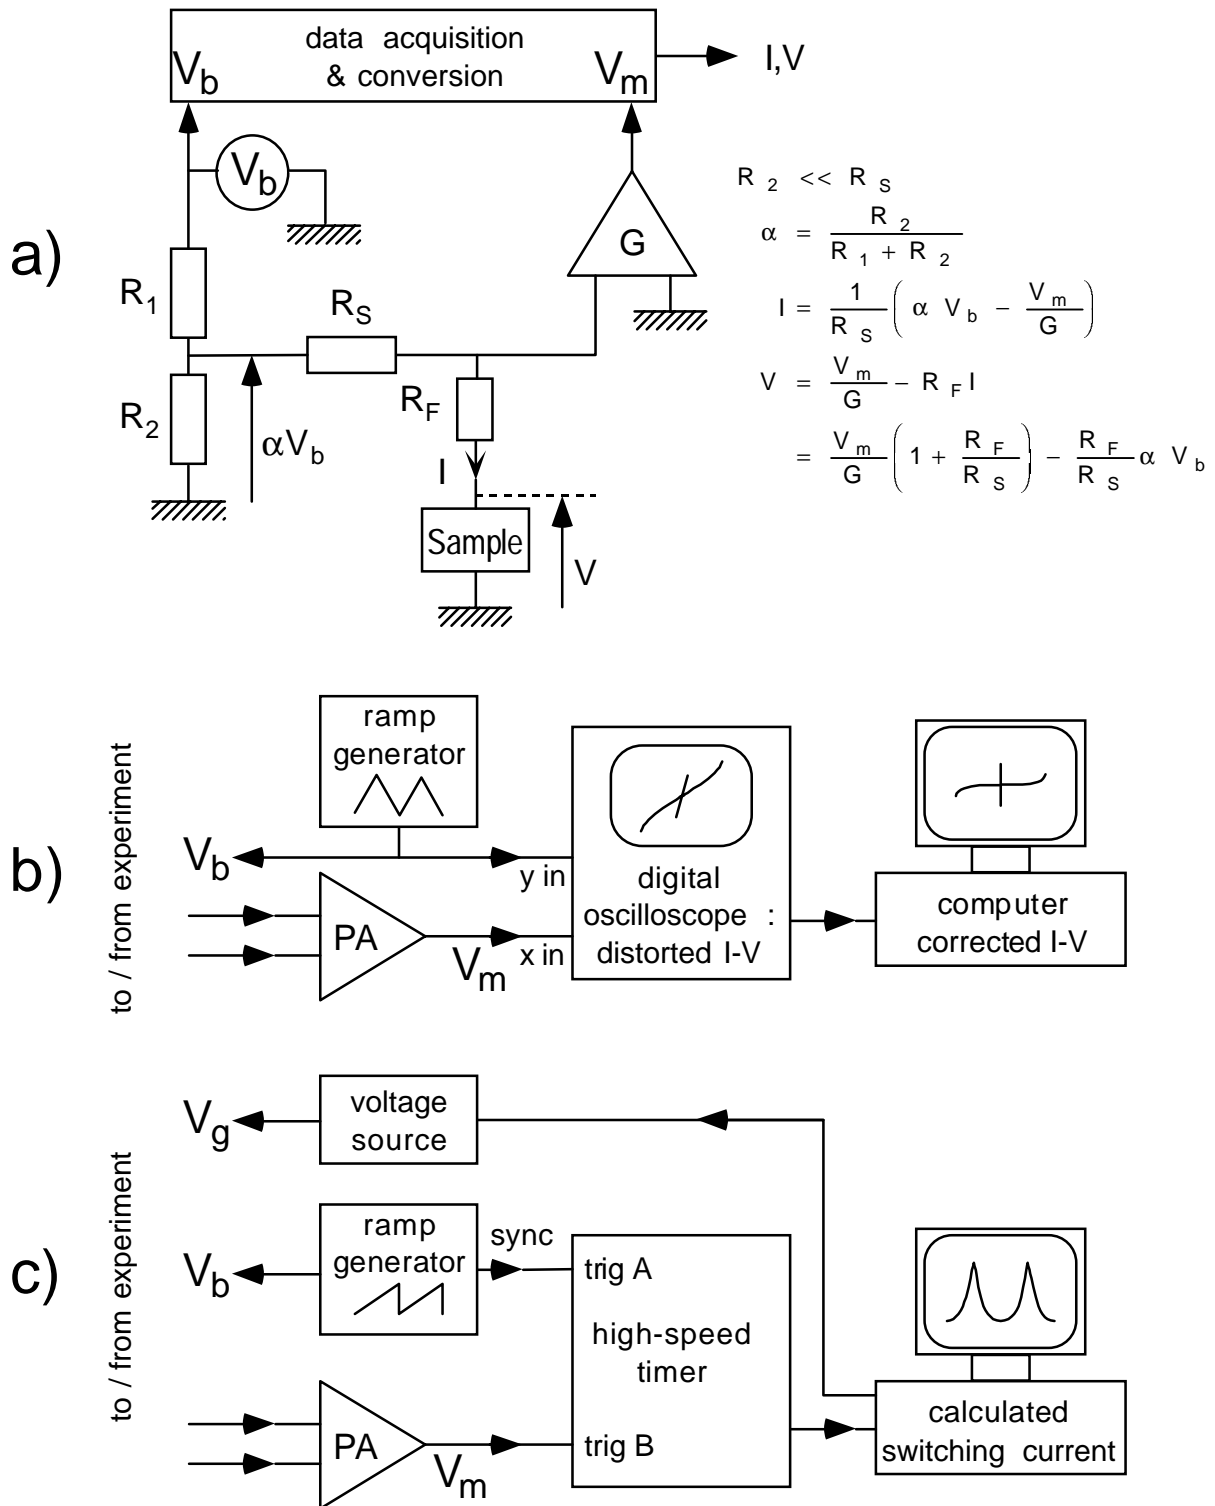 a)
data acquisition
& conversion
V_b
V_m
I,V
V_b
G
R_1
R_S
R_2
αV_b
R_F
I
Sample
V
R_2 << R_S
α = R_2 / (R_1 + R_2)
I = 1/R_S ( α V_b − V_m/G )
V = V_m/G − R_F I
= V_m/G ( 1 + R_F/R_S ) − R_F/R_S α V_b
b)
to / from experiment
ramp
generator
V_b
y in
PA
V_m
x in
digital
oscilloscope :
distorted I-V
computer
corrected I-V
c)
to / from experiment
V_g
voltage
source
V_b
ramp
generator
sync
trig A
high-speed
timer
trig B
PA
V_m
calculated
switching current